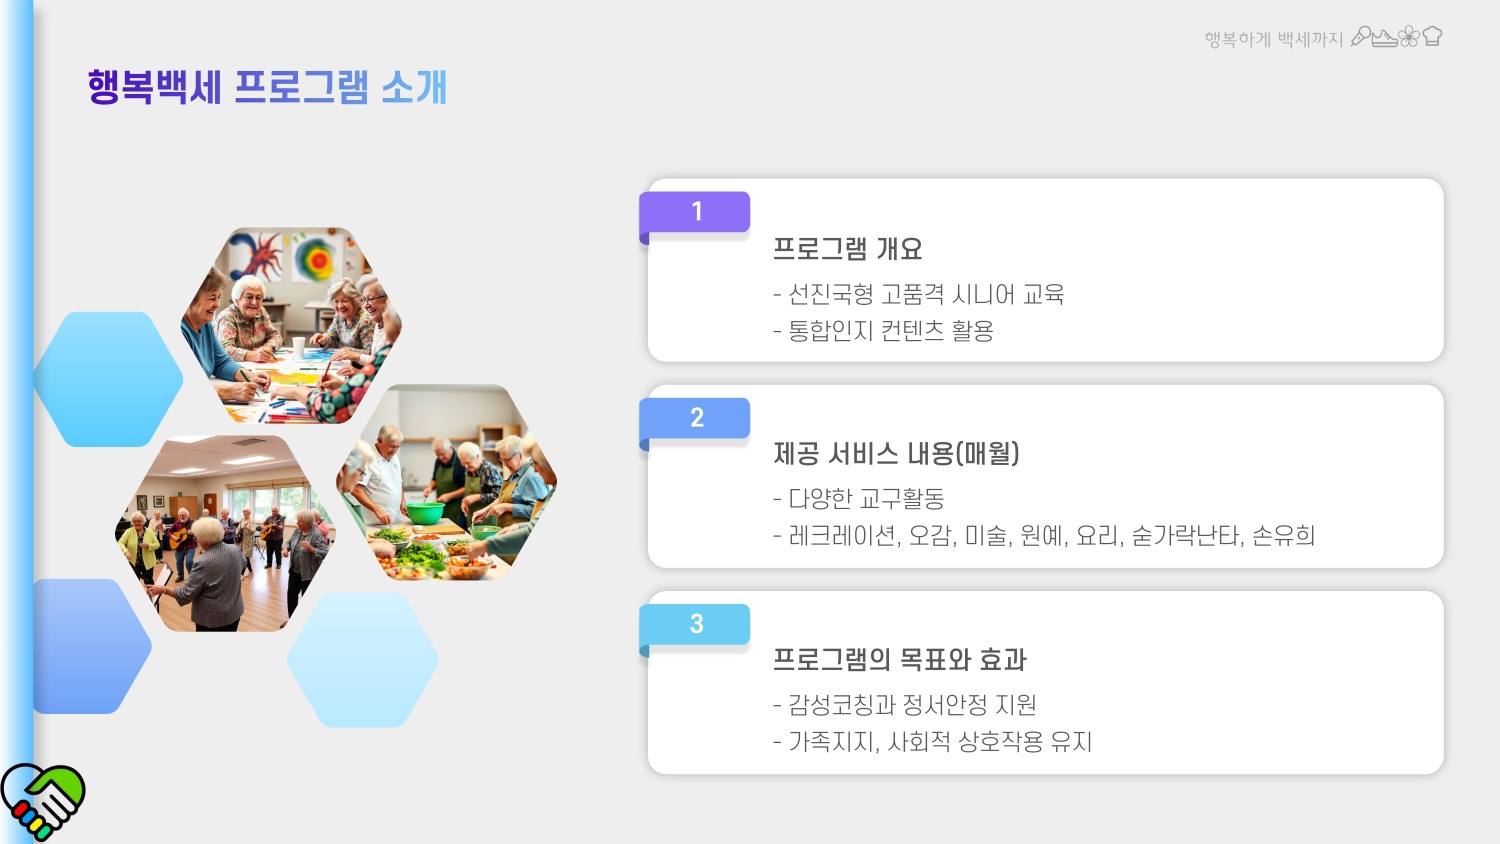 행복하게 백세까지
행복백세 프로그램 소개
1
프로그램 개요
- 선진국형 고품격 시니어 교육
- 통합인지 컨텐츠 활용
2
제공 서비스 내용(매월)
- 다양한 교구활동
- 레크레이션, 오감, 미술, 원예, 요리, 숟가락난타, 손유희
3
프로그램의 목표와 효과
- 감성코칭과 정서안정 지원
- 가족지지, 사회적 상호작용 유지